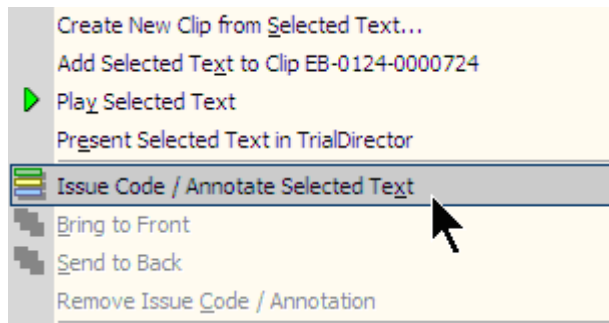 Create New Clip from Selected Text...
Add Selected Text to Clip EB-0124-0000724
Play Selected Text
Present Selected Text in TrialDirector
Issue Code / Annotate Selected Text
Bring to Front
Send to Back
Remove Issue Code / Annotation